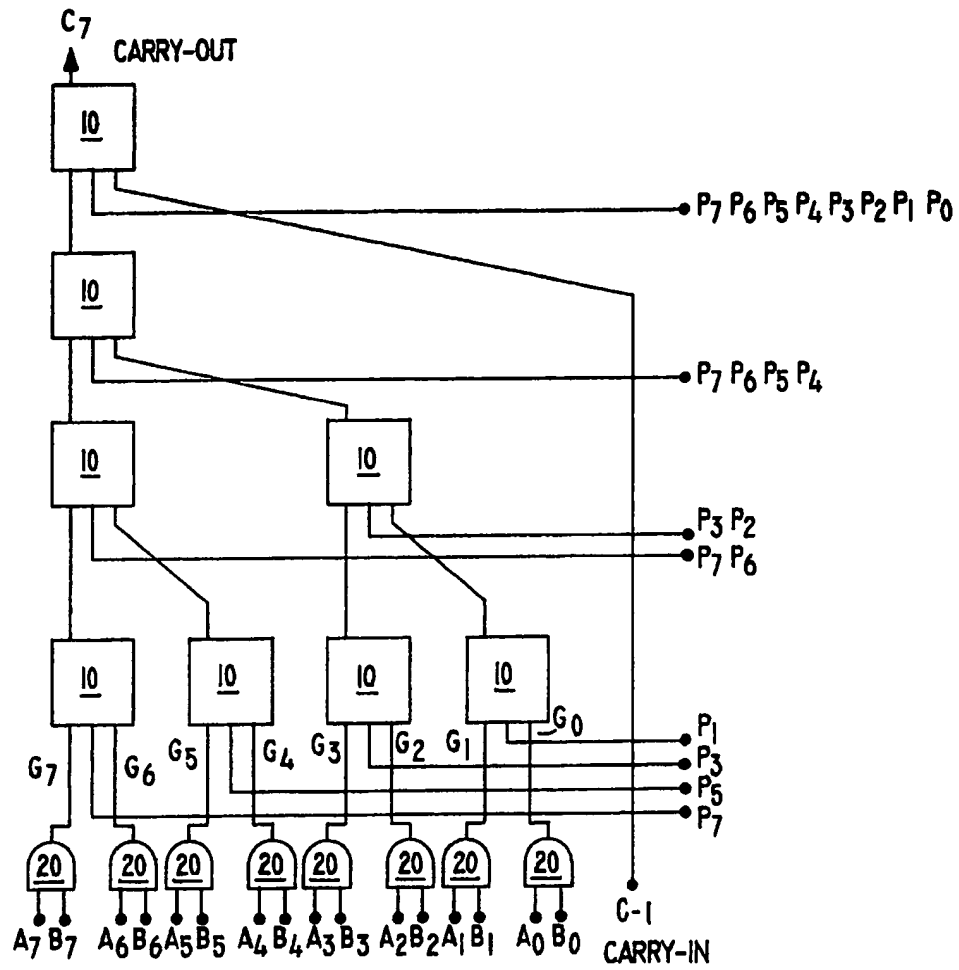 C7
CARRY-OUT
10
P7 P6 P5 P4 P3 P2 P1 P0
10
P7 P6 P5 P4
10
10
P3 P2
P7 P6
10
10
10
10
G7
G6
G5
G4
G3
G2
G1
G0
P1
P3
P5
P7
20
20
20
20
20
20
20
20
A7 B7
A6 B6
A5 B5
A4 B4
A3 B3
A2 B2
A1 B1
A0 B0
C-1
CARRY-IN